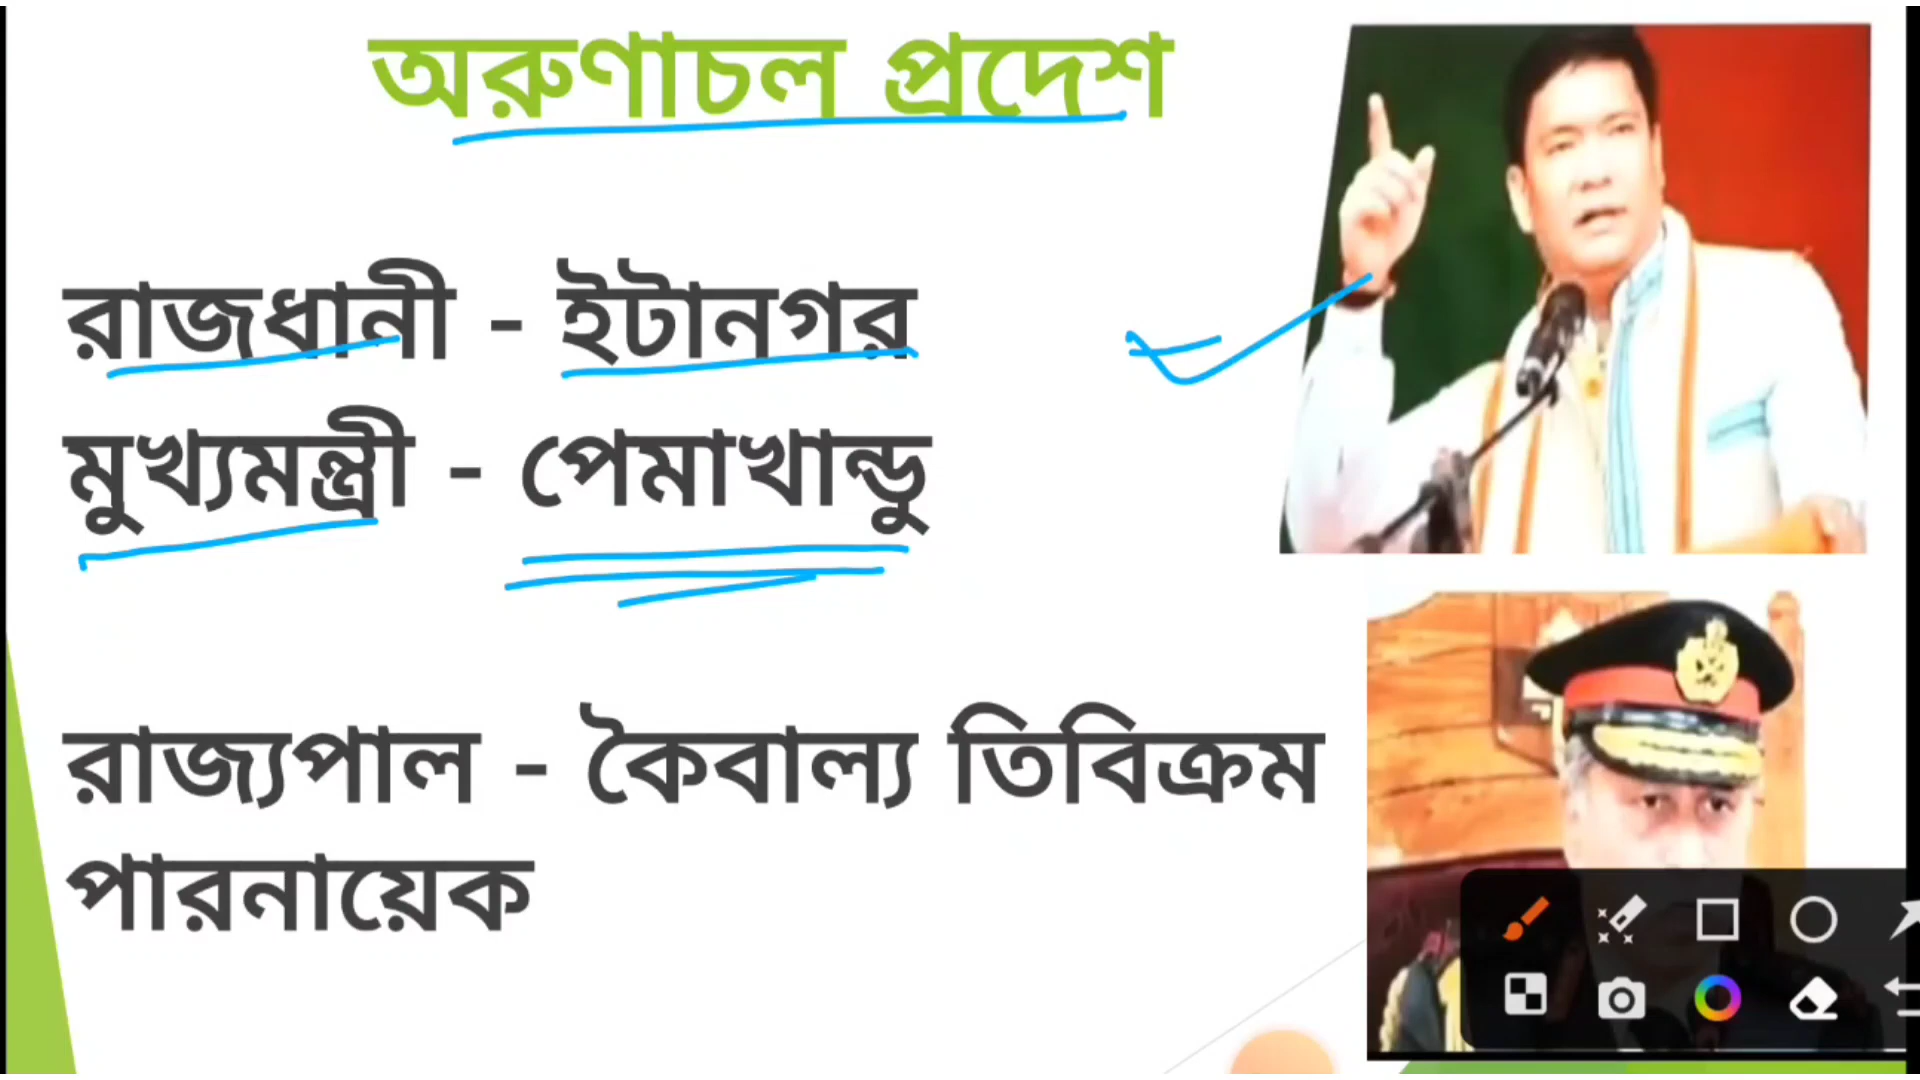 অরুণাচল প্রদেশ
রাজধানী - ইটানগর
মুখ্যমন্ত্রী - পেমাখান্ডু
রাজ্যপাল - কৈবাল্য তিবিক্রম
পারনায়েক